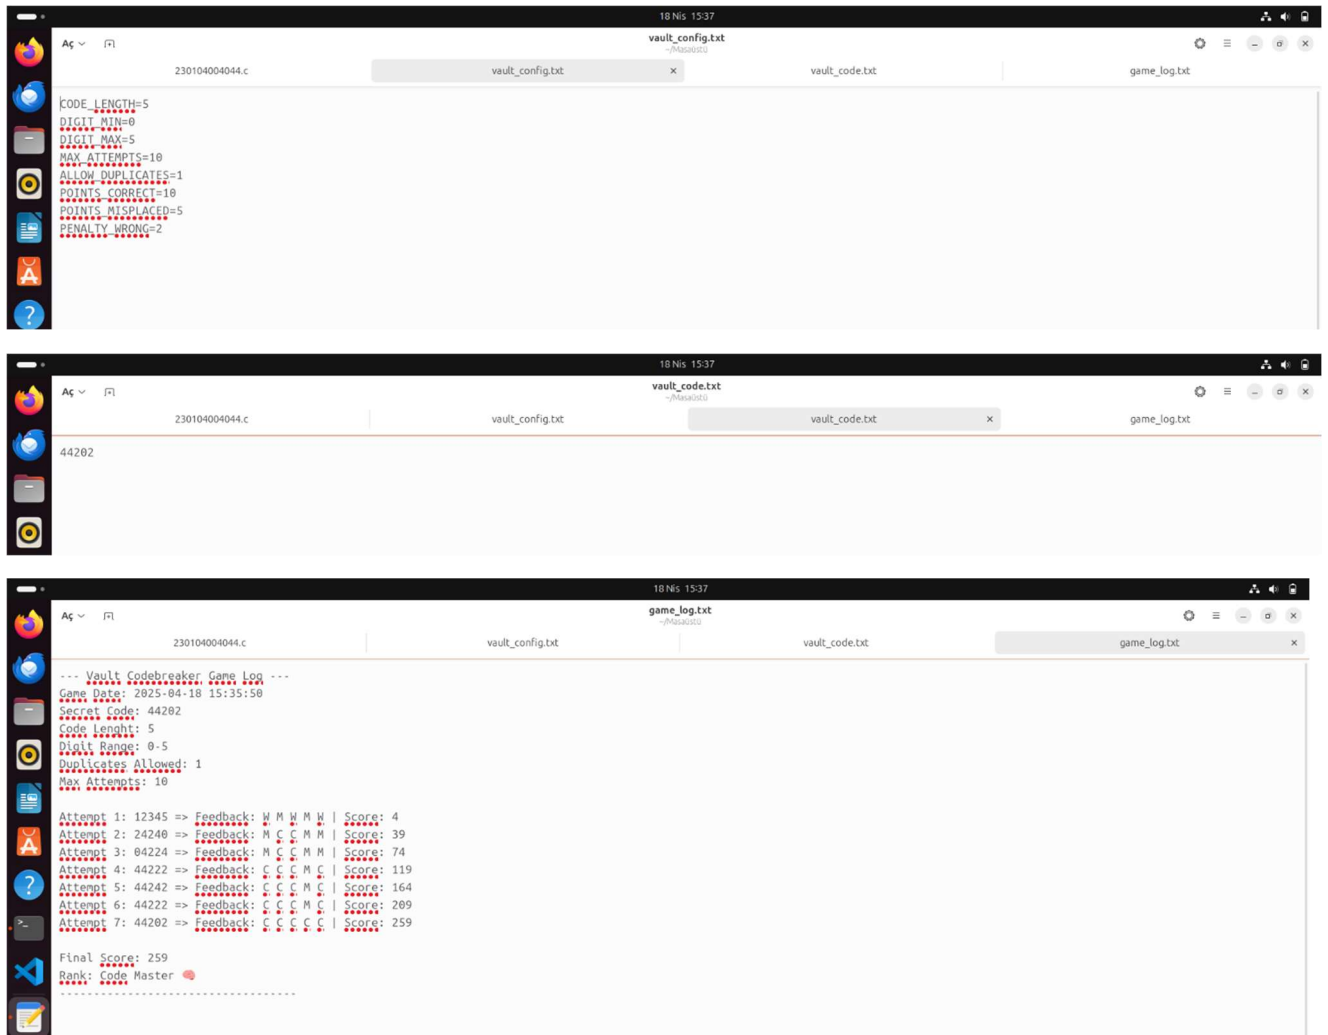 18 Nis 15:37
Aç
vault_config.txt
~/Masaüstü
230104004044.c
vault_config.txt
vault_code.txt
game_log.txt
CODE_LENGTH=5
DIGIT_MIN=0
DIGIT_MAX=5
MAX_ATTEMPTS=10
ALLOW_DUPLICATES=1
POINTS_CORRECT=10
POINTS_MISPLACED=5
PENALTY_WRONG=2
18 Nis 15:37
Aç
vault_code.txt
~/Masaüstü
230104004044.c
vault_config.txt
vault_code.txt
game_log.txt
44202
18 Nis 15:37
Aç
game_log.txt
~/Masaüstü
230104004044.c
vault_config.txt
vault_code.txt
game_log.txt
--- Vault Codebreaker Game Log ---
Game Date: 2025-04-18 15:35:50
Secret Code: 44202
Code Lenght: 5
Digit Range: 0-5
Duplicates Allowed: 1
Max Attempts: 10
Attempt 1: 12345 => Feedback: W M W M W | Score: 4
Attempt 2: 24240 => Feedback: M C C M M | Score: 39
Attempt 3: 04224 => Feedback: M C C M M | Score: 74
Attempt 4: 44222 => Feedback: C C C M C | Score: 119
Attempt 5: 44242 => Feedback: C C C M C | Score: 164
Attempt 6: 44222 => Feedback: C C C M C | Score: 209
Attempt 7: 44202 => Feedback: C C C C C | Score: 259
Final Score: 259
Rank: Code Master 🧠
-----------------------------------